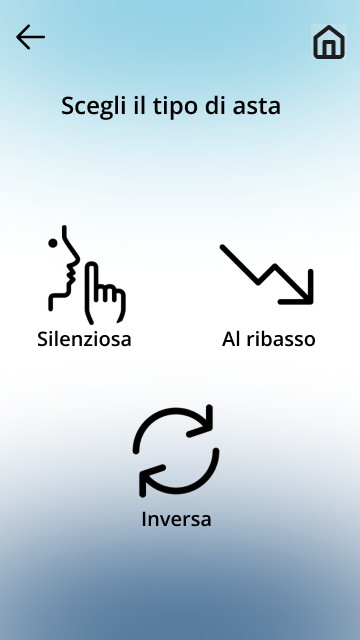 Scegli il tipo di asta
Silenziosa
Al ribasso
Inversa